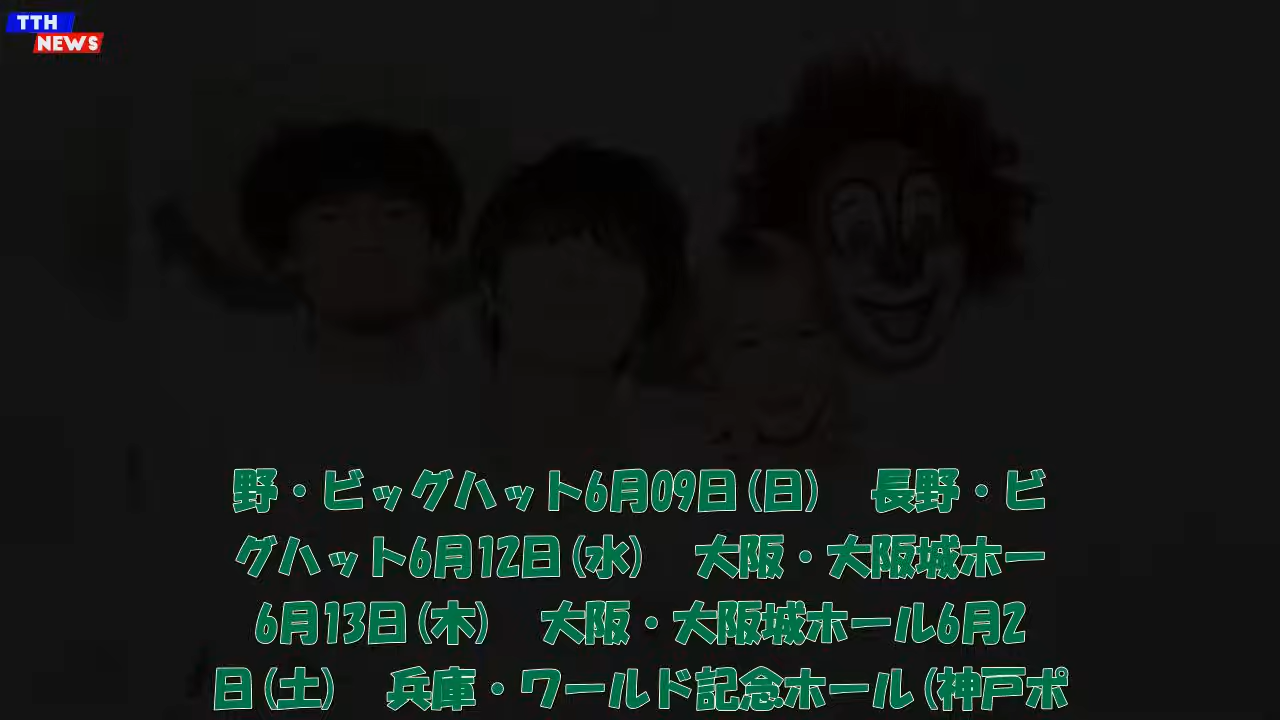 TTH
NEWS
野・ビッグハット6月09日(日)　長野・ビ
グハット6月12日(水)　大阪・大阪城ホー
6月13日(木)　大阪・大阪城ホール6月2
日(土)　兵庫・ワールド記念ホール(神戸ポ